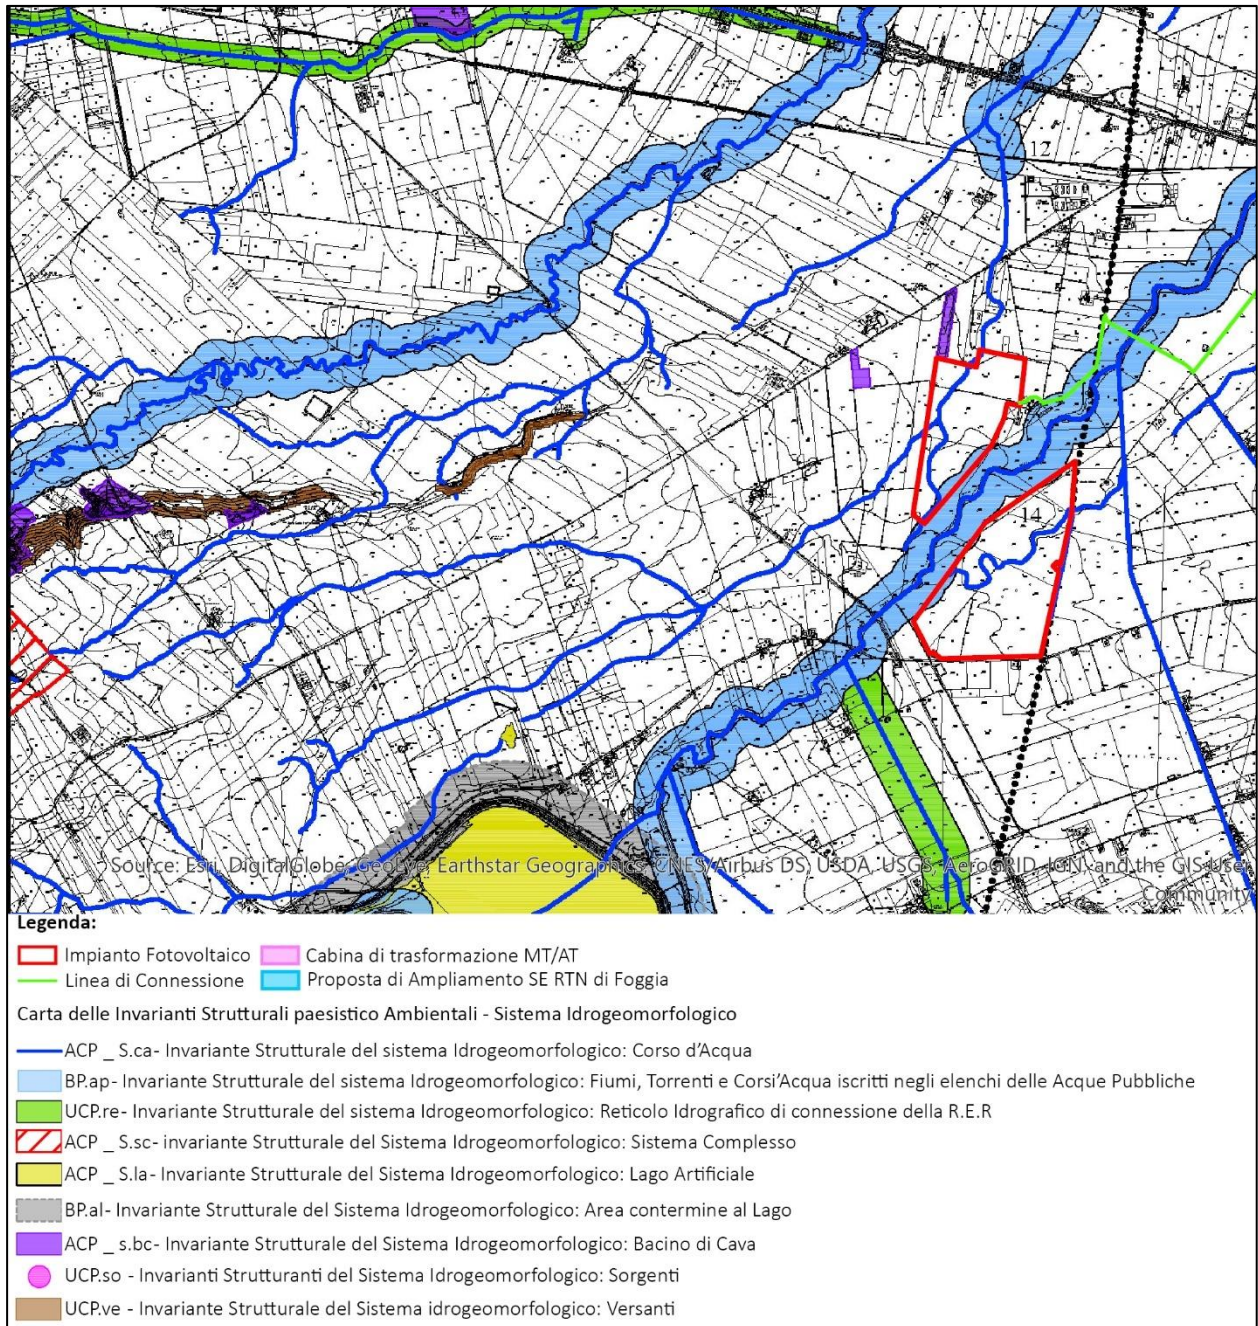 12
14
Source: Esri, DigitalGlobe, GeoEye, Earthstar Geographics, CNES/Airbus DS, USDA, USGS, AeroGRID, IGN, and the GIS User
Community
Legenda:
Impianto Fotovoltaico Cabina di trasformazione MT/AT
Linea di Connessione Proposta di Ampliamento SE RTN di Foggia
Carta delle Invarianti Strutturali paesistico Ambientali - Sistema Idrogeomorfologico
ACP _ S.ca- Invariante Strutturale del sistema Idrogeomorfologico: Corso d'Acqua
BP.ap- Invariante Strutturale del sistema Idrogeomorfologico: Fiumi, Torrenti e Corsi'Acqua iscritti negli elenchi delle Acque Pubbliche
UCP.re- Invariante Strutturale del sistema Idrogeomorfologico: Reticolo Idrografico di connessione della R.E.R
ACP _ S.sc- invariante Strutturale del Sistema Idrogeomorfologico: Sistema Complesso
ACP _ S.la- Invariante Strutturale del Sistema Idrogeomorfologico: Lago Artificiale
BP.al- Invariante Strutturale del Sistema Idrogeomorfologico: Area contermine al Lago
ACP _ s.bc- Invariante Strutturale del Sistema Idrogeomorfologico: Bacino di Cava
UCP.so - Invarianti Strutturanti del Sistema Idrogeomorfologico: Sorgenti
UCP.ve - Invariante Strutturale del Sistema idrogeomorfologico: Versanti